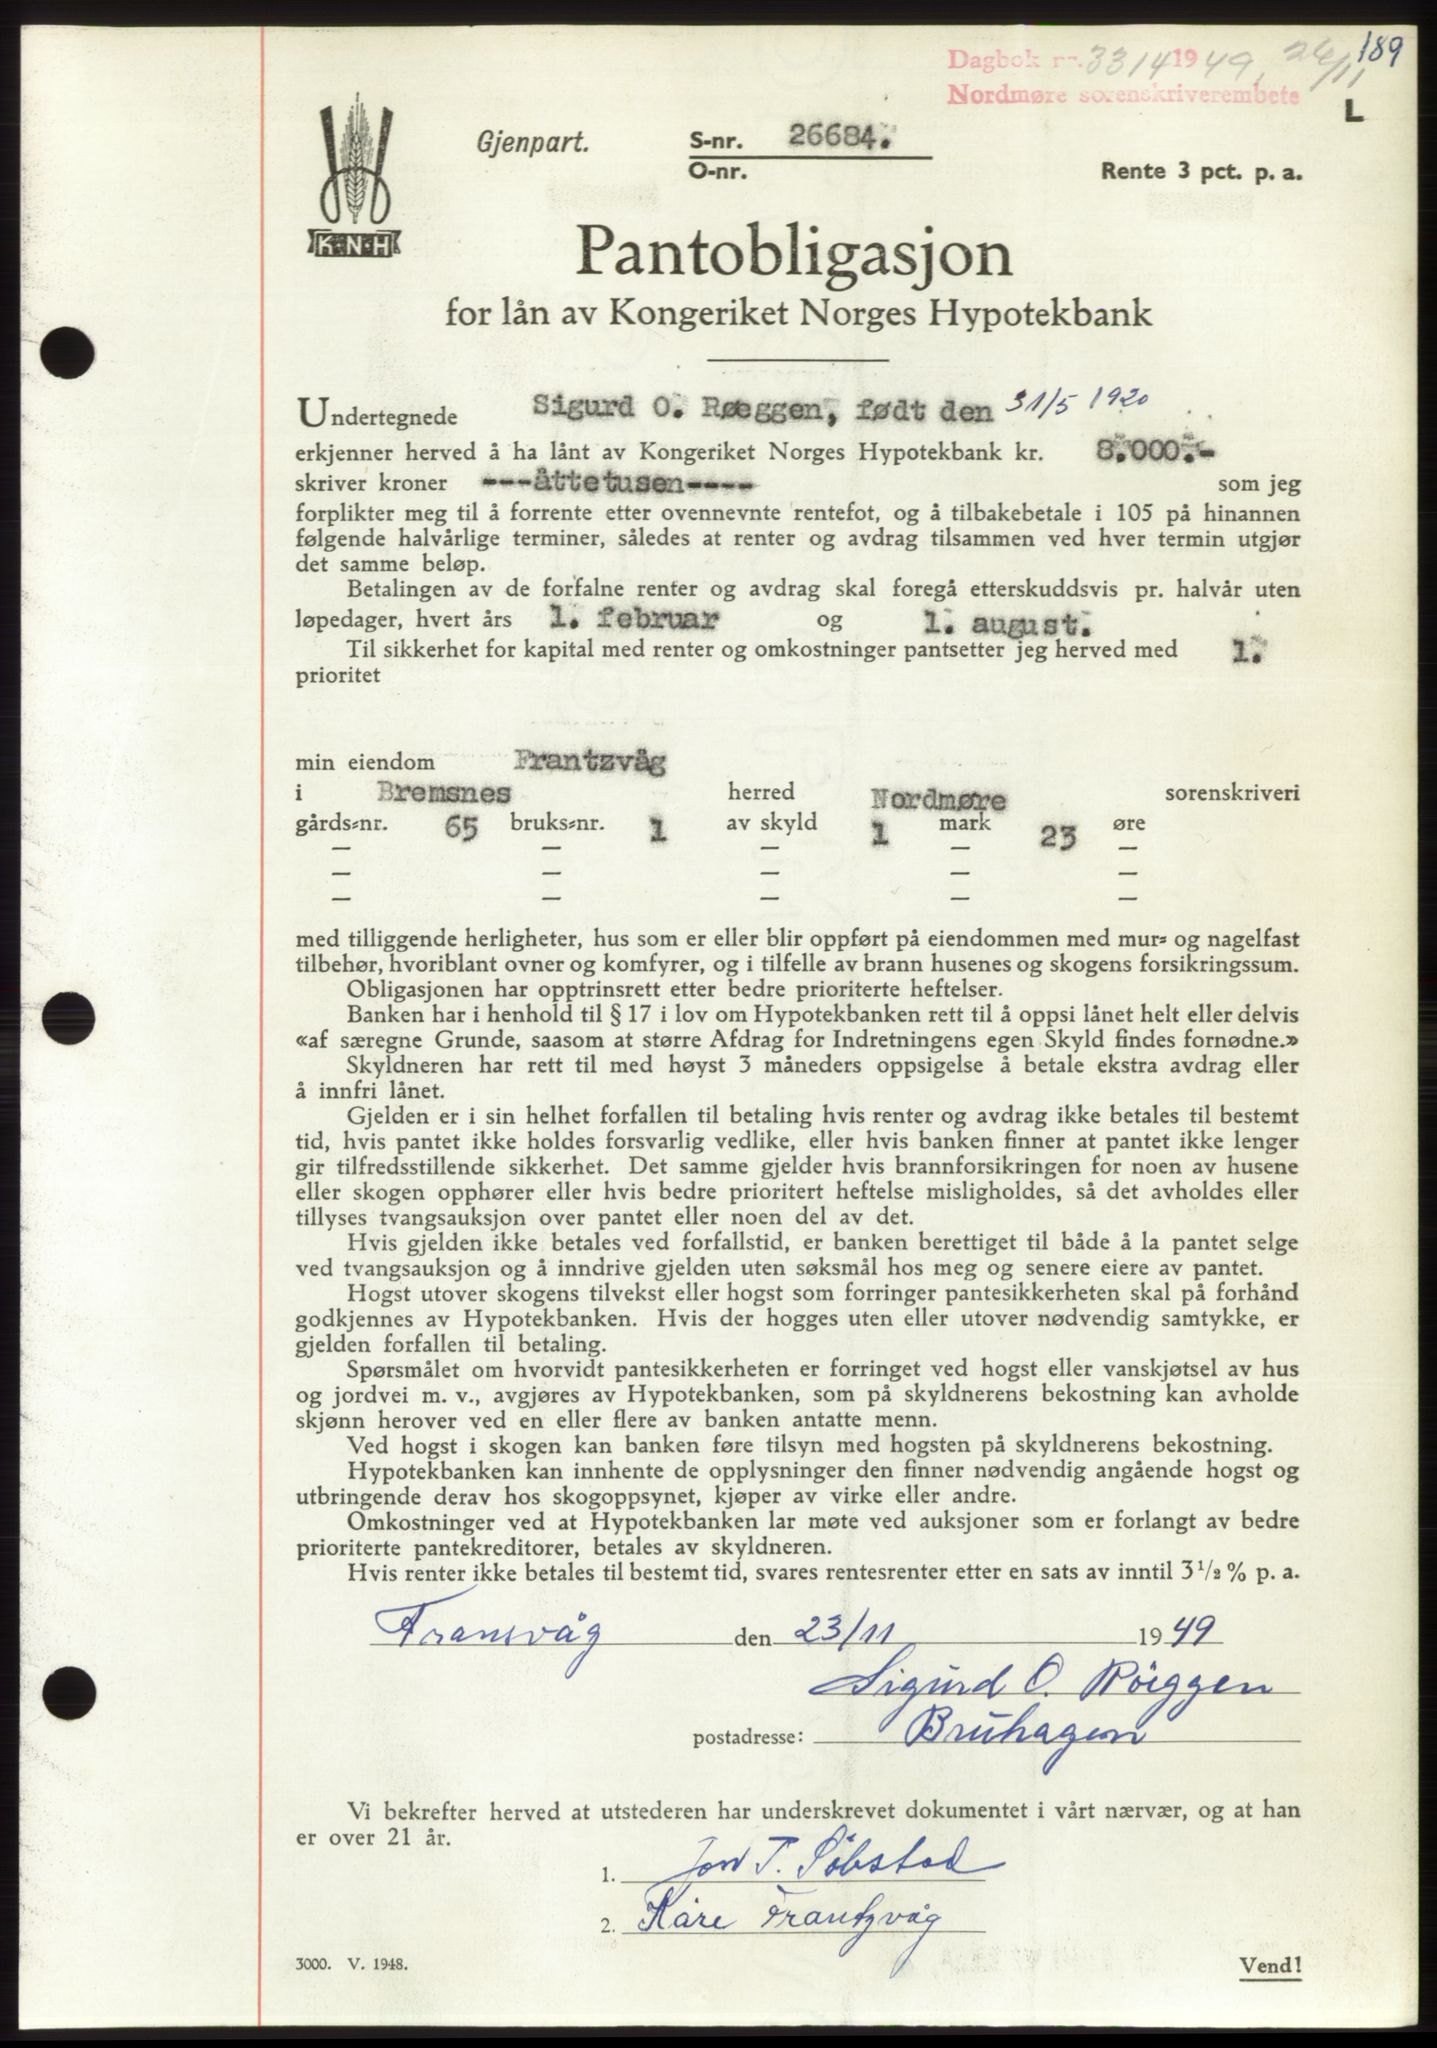 189
Dagbok nr. 3314 1949, 26/11
Nordmøre sorenskriverembete
L
Gjenpart.
S-nr. 26684.
O-nr.
Rente 3 pct. p. a.
K·N·H
Pantobligasjon
for lån av Kongeriket Norges Hypotekbank
Undertegnede Sigurd O. Røeggen, født den 31/5 1920
erkjenner herved å ha lånt av Kongeriket Norges Hypotekbank kr. 8.000.-
skriver kroner ---åttetusen---- som jeg
forplikter meg til å forrente etter ovennevnte rentefot, og å tilbakebetale i 105 på hinannen
følgende halvårlige terminer, således at renter og avdrag tilsammen ved hver termin utgjør
det samme beløp.
Betalingen av de forfalne renter og avdrag skal foregå etterskuddsvis pr. halvår uten
løpedager, hvert års 1. februar og 1. august.
Til sikkerhet for kapital med renter og omkostninger pantsetter jeg herved med 1.
prioritet
min eiendom Frantzvåg
i Bremsnes herred Nordmøre sorenskriveri
gårds-nr. 65 bruks-nr. 1 av skyld 1 mark 23 øre
— — — — —
— — — — —
— — — — —
med tilliggende herligheter, hus som er eller blir oppført på eiendommen med mur- og nagelfast
tilbehør, hvoriblant ovner og komfyrer, og i tilfelle av brann husenes og skogens forsikringssum.
Obligasjonen har opptrinsrett etter bedre prioriterte heftelser.
Banken har i henhold til § 17 i lov om Hypotekbanken rett til å oppsi lånet helt eller delvis
«af særegne Grunde, saasom at større Afdrag for Indretningens egen Skyld findes fornødne.»
Skyldneren har rett til med høyst 3 måneders oppsigelse å betale ekstra avdrag eller
å innfri lånet.
Gjelden er i sin helhet forfallen til betaling hvis renter og avdrag ikke betales til bestemt
tid, hvis pantet ikke holdes forsvarlig vedlike, eller hvis banken finner at pantet ikke lenger
gir tilfredsstillende sikkerhet. Det samme gjelder hvis brannforsikringen for noen av husene
eller skogen opphører eller hvis bedre prioritert heftelse misligholdes, så det avholdes eller
tillyses tvangsauksjon over pantet eller noen del av det.
Hvis gjelden ikke betales ved forfallstid, er banken berettiget til både å la pantet selge
ved tvangsauksjon og å inndrive gjelden uten søksmål hos meg og senere eiere av pantet.
Hogst utover skogens tilvekst eller hogst som forringer pantesikkerheten skal på forhånd
godkjennes av Hypotekbanken. Hvis der hogges uten eller utover nødvendig samtykke, er
gjelden forfallen til betaling.
Spørsmålet om hvorvidt pantesikkerheten er forringet ved hogst eller vanskjøtsel av hus
og jordvei m. v., avgjøres av Hypotekbanken, som på skyldnerens bekostning kan avholde
skjønn herover ved en eller flere av banken antatte menn.
Ved hogst i skogen kan banken føre tilsyn med hogsten på skyldnerens bekostning.
Hypotekbanken kan innhente de opplysninger den finner nødvendig angående hogst og
utbringende derav hos skogoppsynet, kjøper av virke eller andre.
Omkostninger ved at Hypotekbanken lar møte ved auksjoner som er forlangt av bedre
prioriterte pantekreditorer, betales av skyldneren.
Hvis renter ikke betales til bestemt tid, svares rentesrenter etter en sats av inntil 3 1/2 % p. a.
Fransvåg den 23/11 1949
Sigurd O. Röeggen
postadresse: Bruhagen
Vi bekrefter herved at utstederen har underskrevet dokumentet i vårt nærvær, og at han
er over 21 år.
1. Jon T. Söbstad
2. Kåre Frantzvåg
3000. V. 1948.
Vend!